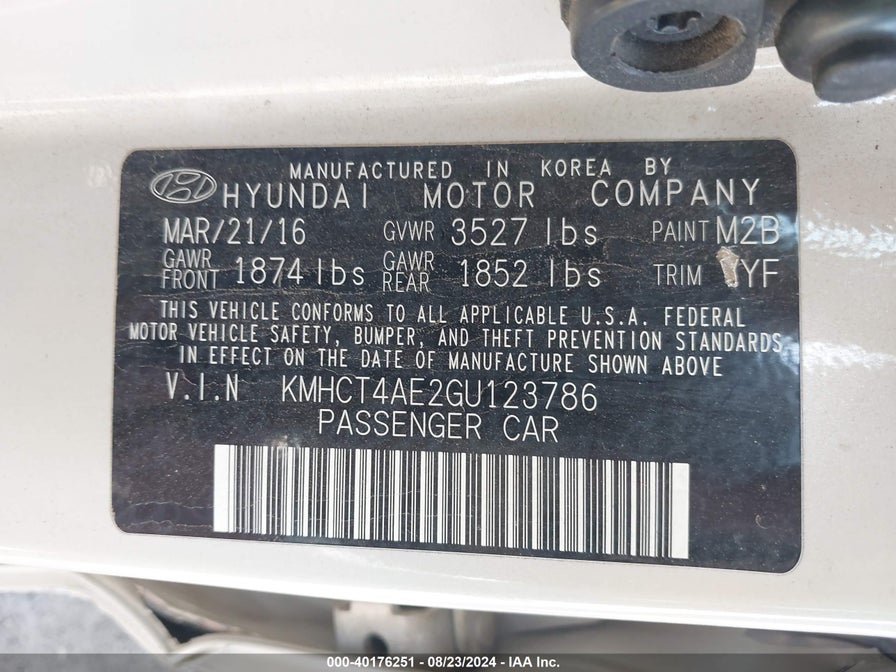 MANUFACTURED IN KOREA BY
HYUNDAI MOTOR COMPANY
MAR/21/16 GVWR 3527 lbs PAINT M2B
GAWR FRONT 1874 lbs GAWR REAR 1852 lbs TRIM YF
THIS VEHICLE CONFORMS TO ALL APPLICABLE U.S.A. FEDERAL
MOTOR VEHICLE SAFETY, BUMPER, AND THEFT PREVENTION STANDARDS
IN EFFECT ON THE DATE OF MANUFACTURE SHOWN ABOVE
V.I.N KMHCT4AE2GU123786
PASSENGER CAR
000-40176251 - 08/23/2024 - IAA Inc.